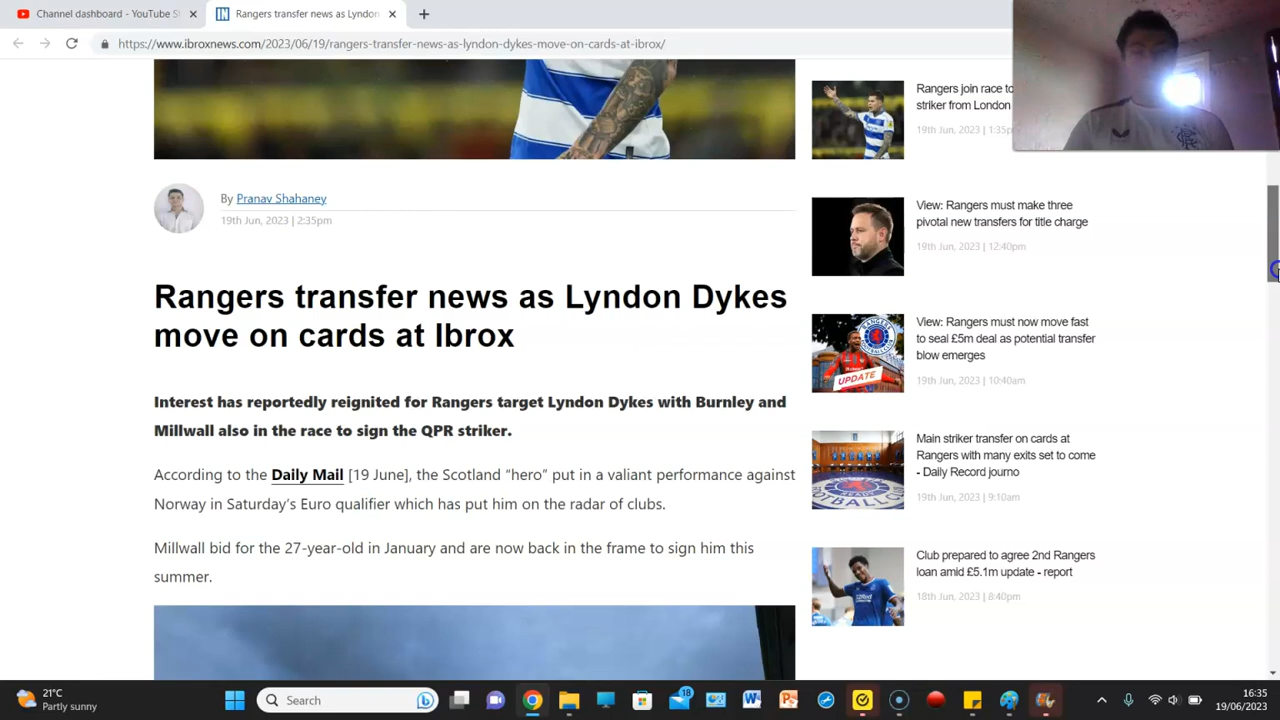 Channel dashboard - YouTube S
Rangers transfer news as Lyndon
https://www.ibroxnews.com/2023/06/19/rangers-transfer-news-as-lyndon-dykes-move-on-cards-at-ibrox/
By Pranav Shahaney
19th Jun, 2023 | 2:35pm
Rangers transfer news as Lyndon Dykes
move on cards at Ibrox
Interest has reportedly reignited for Rangers target Lyndon Dykes with Burnley and
Millwall also in the race to sign the QPR striker.
According to the Daily Mail [19 June], the Scotland “hero” put in a valiant performance against
Norway in Saturday’s Euro qualifier which has put him on the radar of clubs.
Millwall bid for the 27-year-old in January and are now back in the frame to sign him this
summer.
Rangers join race to
striker from London
19th Jun, 2023 | 1:35p
View: Rangers must make three
pivotal new transfers for title charge
19th Jun, 2023 | 12:40pm
View: Rangers must now move fast
to seal £5m deal as potential transfer
blow emerges
19th Jun, 2023 | 10:40am
UPDATE
Main striker transfer on cards at
Rangers with many exits set to come
- Daily Record journo
19th Jun, 2023 | 9:10am
Club prepared to agree 2nd Rangers
loan amid £5.1m update - report
18th Jun, 2023 | 8:40pm
21°C
Partly sunny
Search
18
16:35
19/06/2023